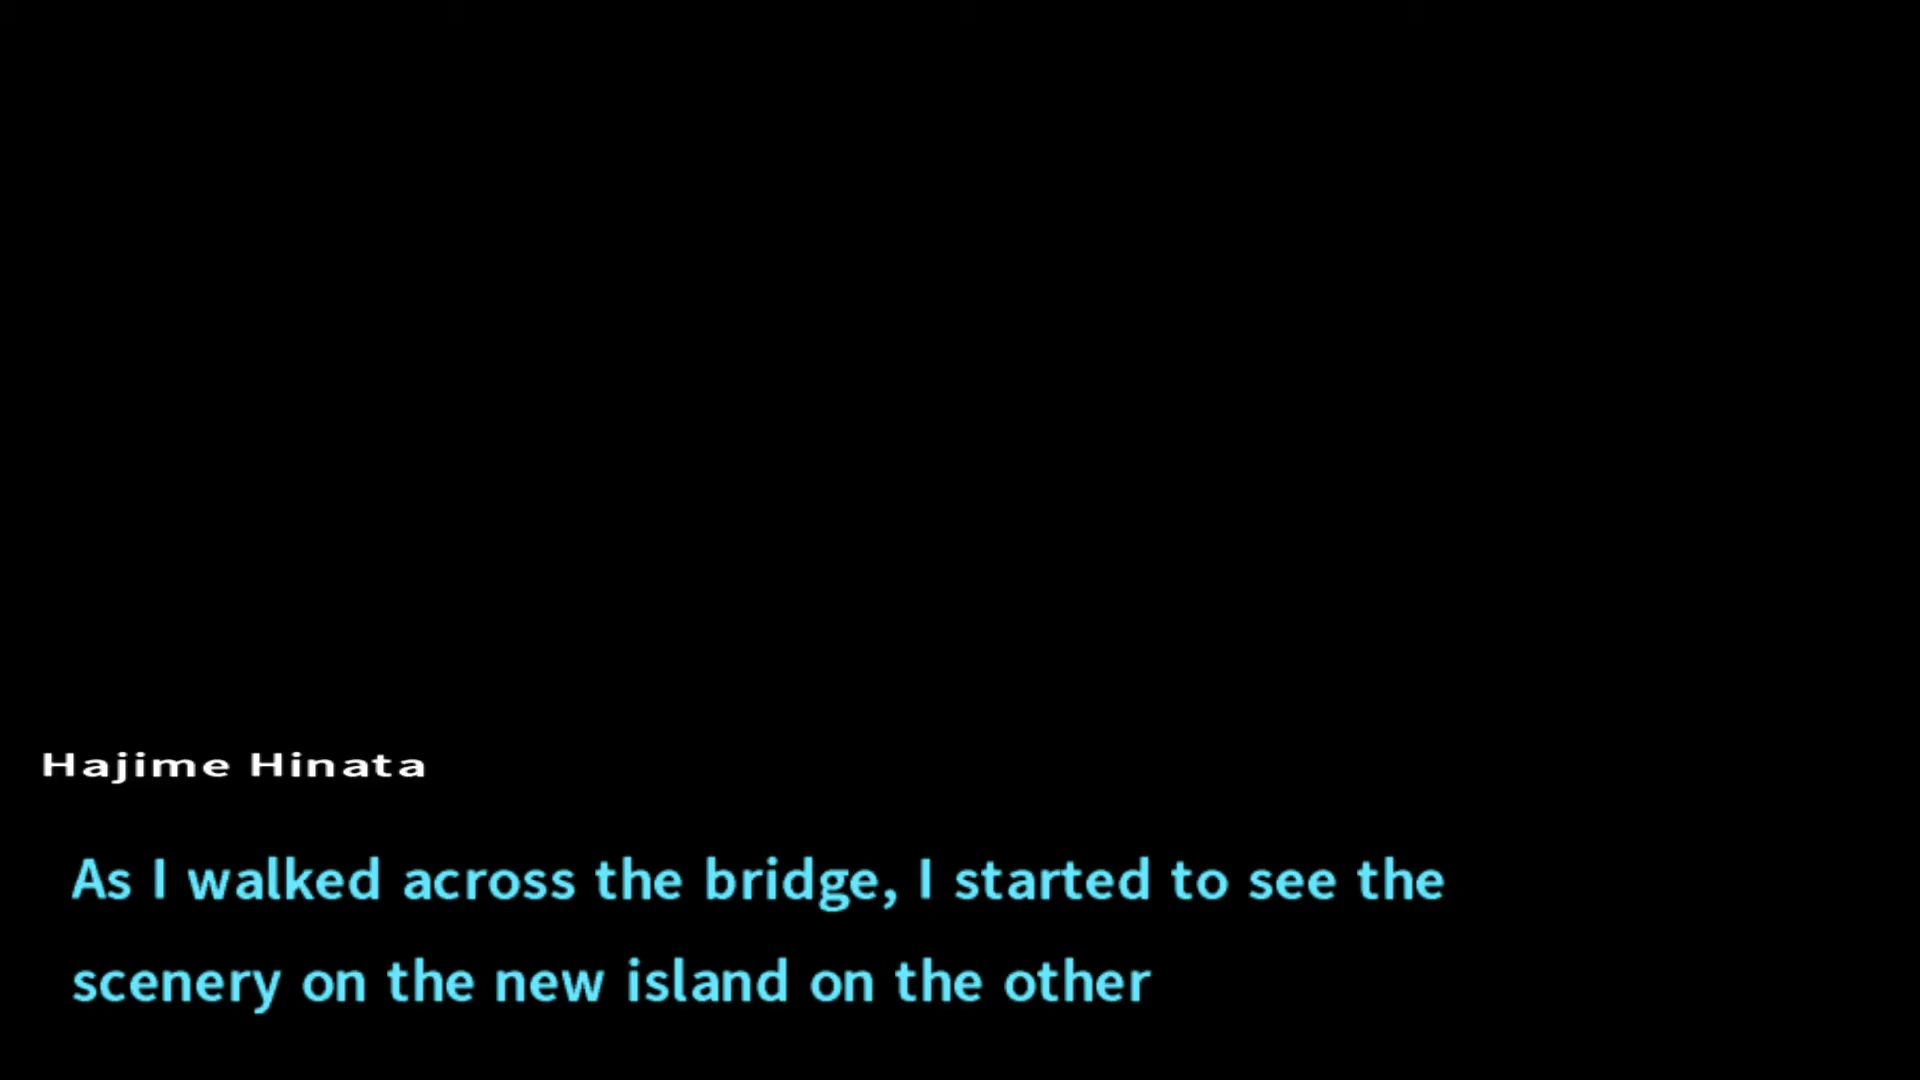 Hajime Hinata
As I walked across the bridge, I started to see the
scenery on the new island on the other